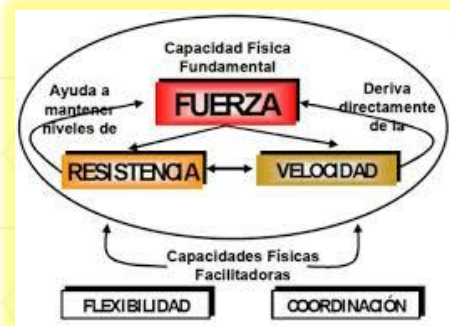 Capacidad Física
Fundamental
Ayuda a
mantener
niveles de
FUERZA
Deriva
directamente
de la
RESISTENCIA
VELOCIDAD
Capacidades Físicas
Facilitadoras
FLEXIBILIDAD
COORDINACIÓN